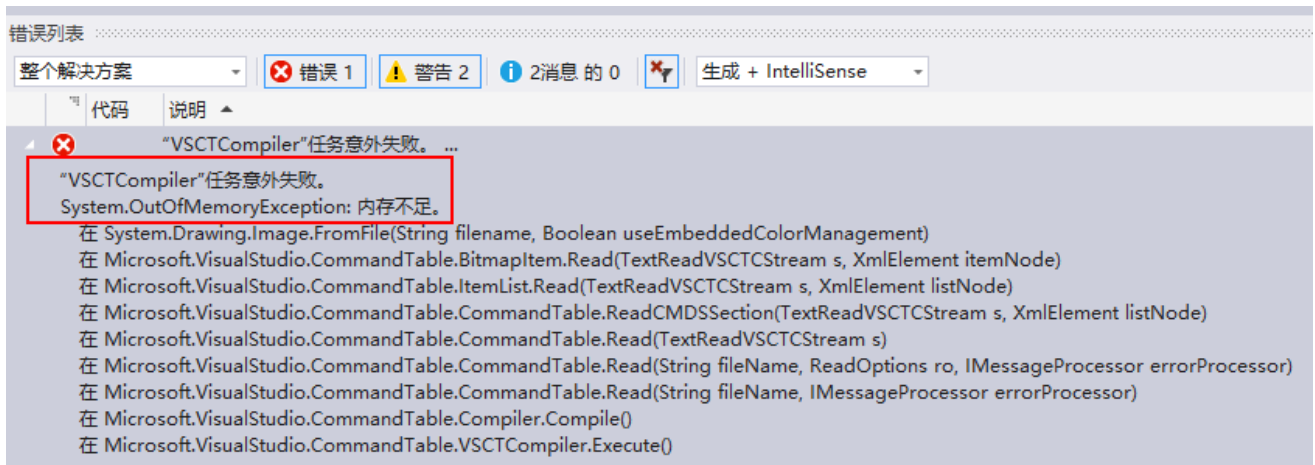 错误列表
整个解决方案 错误 1 警告 2 2消息 的 0 生成 + IntelliSense
代码 说明
“VSCTCompiler”任务意外失败。 ...
“VSCTCompiler”任务意外失败。
System.OutOfMemoryException: 内存不足。
在 System.Drawing.Image.FromFile(String filename, Boolean useEmbeddedColorManagement)
在 Microsoft.VisualStudio.CommandTable.BitmapItem.Read(TextReadVSCTCStream s, XmlElement itemNode)
在 Microsoft.VisualStudio.CommandTable.ItemList.Read(TextReadVSCTCStream s, XmlElement listNode)
在 Microsoft.VisualStudio.CommandTable.CommandTable.ReadCMDSSection(TextReadVSCTCStream s, XmlElement listNode)
在 Microsoft.VisualStudio.CommandTable.CommandTable.Read(TextReadVSCTCStream s)
在 Microsoft.VisualStudio.CommandTable.CommandTable.Read(String fileName, ReadOptions ro, IMessageProcessor errorProcessor)
在 Microsoft.VisualStudio.CommandTable.CommandTable.Read(String fileName, IMessageProcessor errorProcessor)
在 Microsoft.VisualStudio.CommandTable.Compiler.Compile()
在 Microsoft.VisualStudio.CommandTable.VSCTCompiler.Execute()